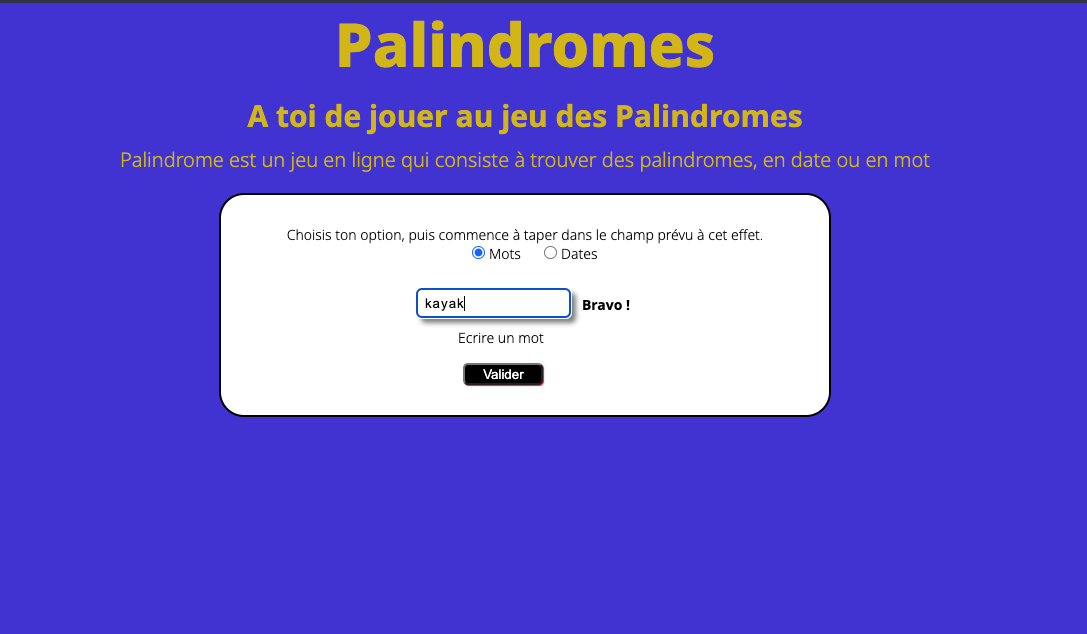 Palindromes
A toi de jouer au jeu des Palindromes
Palindrome est un jeu en ligne qui consiste à trouver des palindromes, en date ou en mot
Choisis ton option, puis commence à taper dans le champ prévu à cet effet.
Mots Dates
kayak Bravo !
Ecrire un mot
Valider